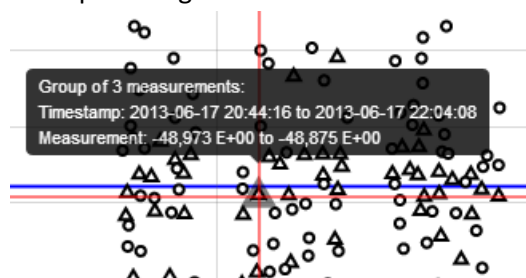 Group of 3 measurements:
Timestamp: 2013-06-17 20:44:16 to 2013-06-17 22:04:08
Measurement: -48,973 E+00 to -48,875 E+00